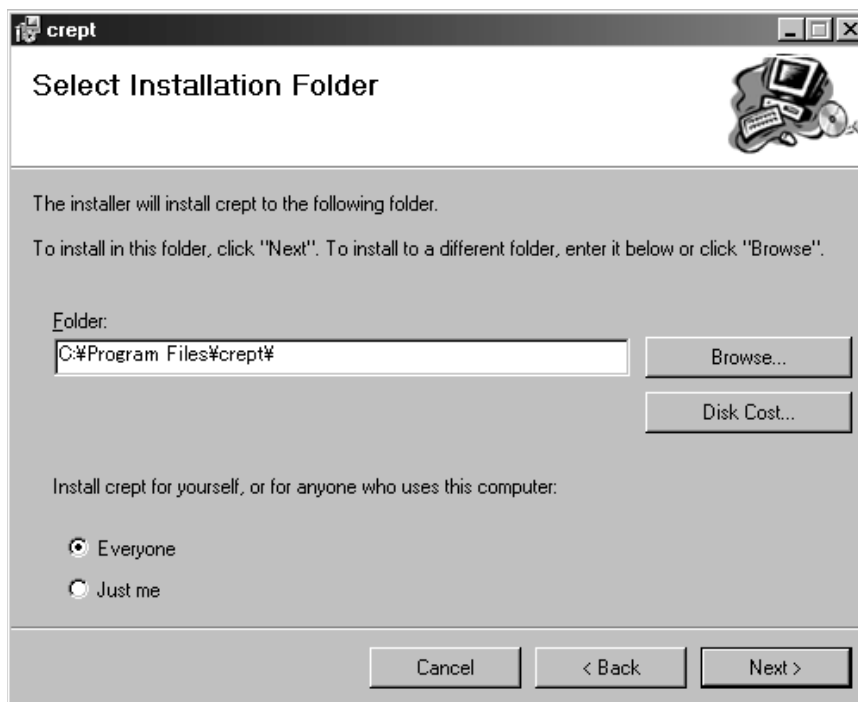 crept
Select Installation Folder
The installer will install crept to the following folder.
To install in this folder, click "Next". To install to a different folder, enter it below or click "Browse".
Folder:
C:¥Program Files¥crept¥
Browse...
Disk Cost...
Install crept for yourself, or for anyone who uses this computer:
Everyone
Just me
Cancel
< Back
Next >